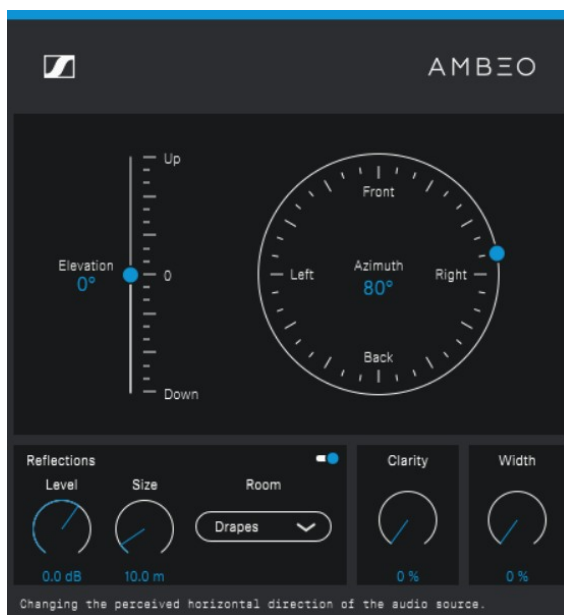 AMBEO
Up
Front
Elevation
0°
0
Left
Azimuth
80°
Right
Back
Down
Reflections
Clarity
Width
Level
Size
Room
Drapes
0.0 dB
10.0 m
0 %
0 %
Changing the perceived horizontal direction of the audio source.